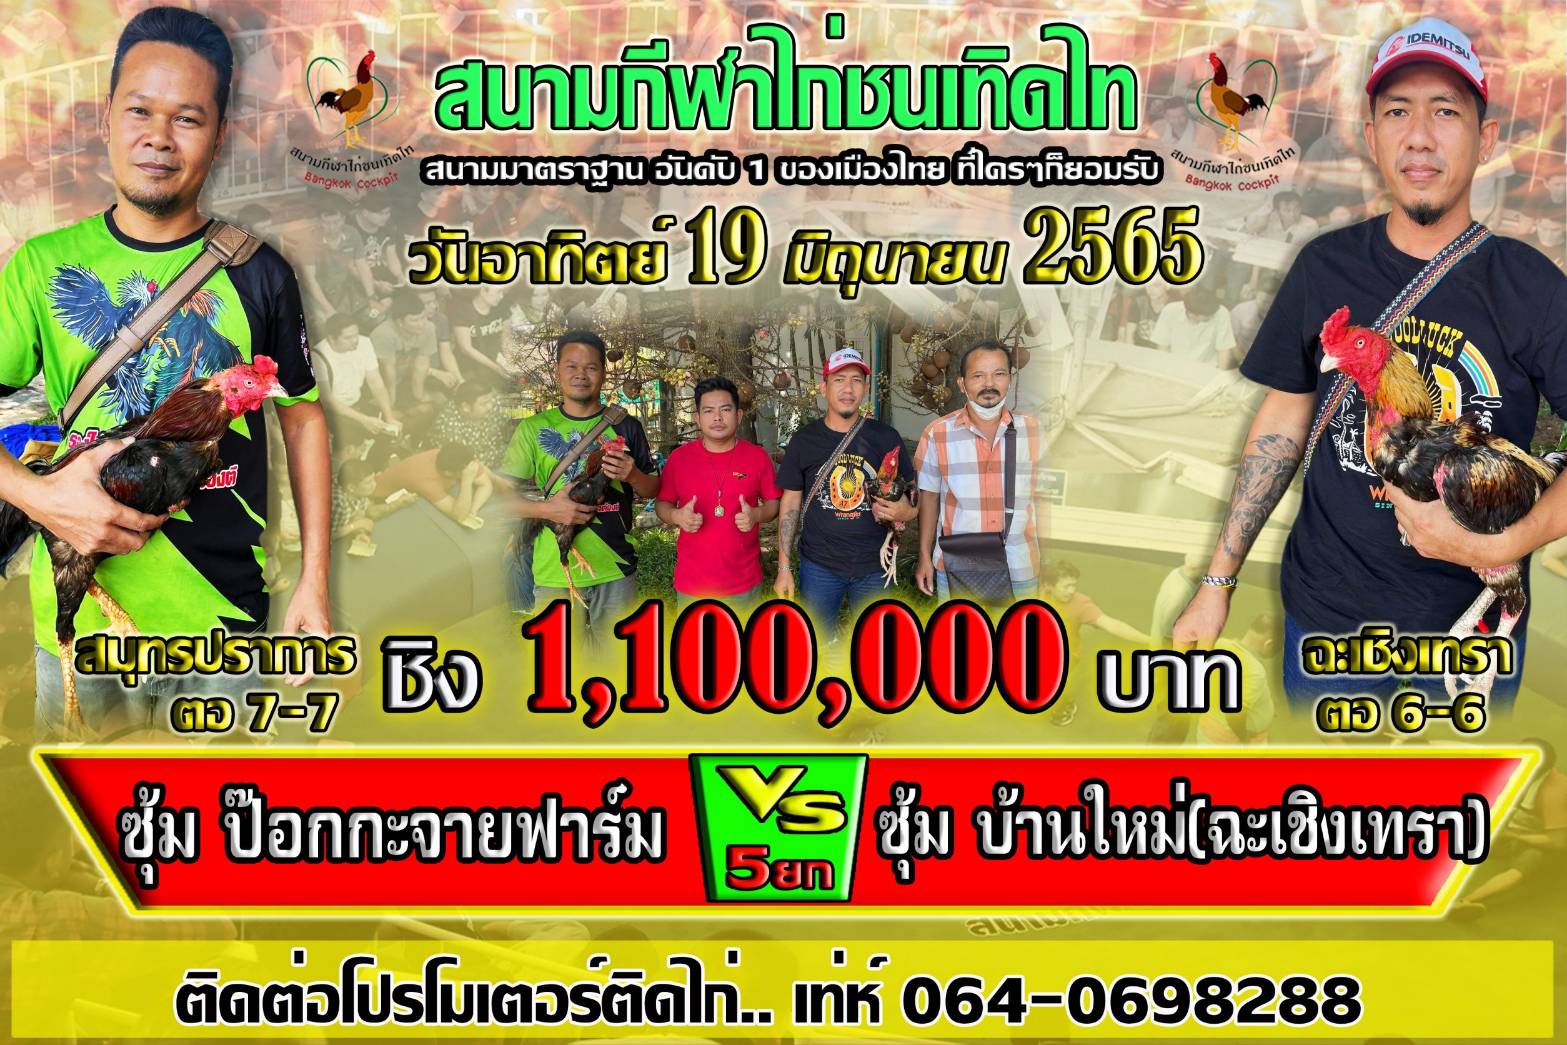 สนามกีฬาไก่ชนเทิดไท
สนามกีฬาไก่ชนเทิดไท
Bangkok Cockpit
สนามกีฬาไก่ชนเทิดไท
Bangkok Cockpit
สนามมาตราฐาน อันดับ 1 ของเมืองไทย ที่ใครๆก็ยอมรับ
วันอาทิตย์ 19 มิถุนายน 2565
IDEMITSU
Wrangler
สมุทรปราการ
ตอ 7-7
ชิง 1,100,000 บาท
ฉะเชิงเทรา
ตอ 6-6
ซุ้ม ป๊อกกะจายฟาร์ม
VS
5ยก
ซุ้ม บ้านใหม่(ฉะเชิงเทรา)
ติดต่อโปรโมเตอร์ติดไก่.. เท่ห์ 064-0698288